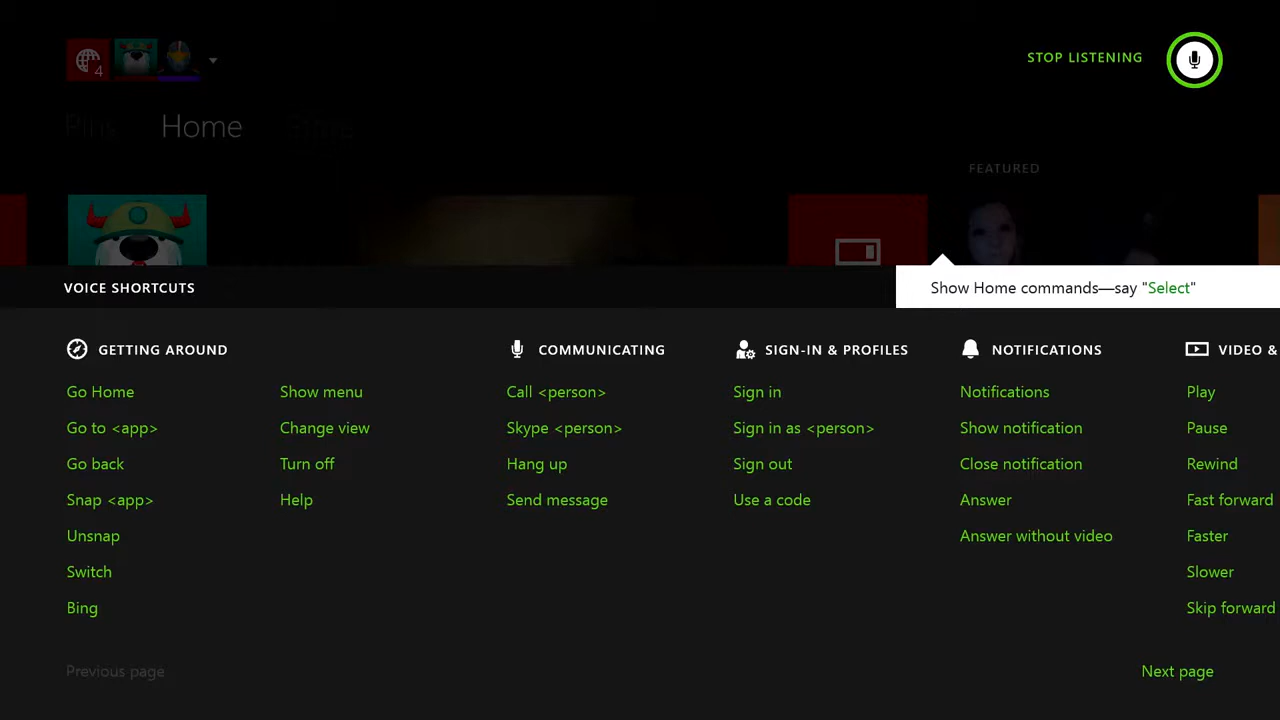 4
STOP LISTENING
Pins
Home
Store
FEATURED
VOICE SHORTCUTS
Show Home commands—say "Select"
GETTING AROUND
Go Home
Go to <app>
Go back
Snap <app>
Unsnap
Switch
Bing
Show menu
Change view
Turn off
Help
COMMUNICATING
Call <person>
Skype <person>
Hang up
Send message
SIGN-IN & PROFILES
Sign in
Sign in as <person>
Sign out
Use a code
NOTIFICATIONS
Notifications
Show notification
Close notification
Answer
Answer without video
VIDEO &
Play
Pause
Rewind
Fast forward
Faster
Slower
Skip forward
Previous page
Next page